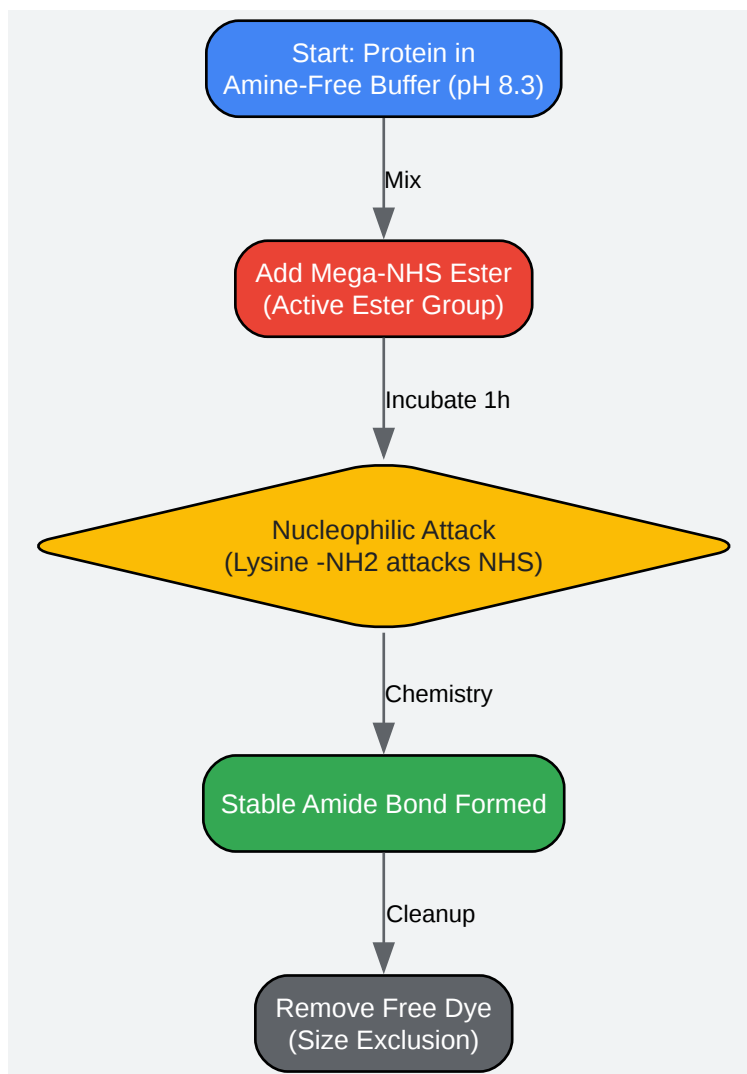 Start: Protein in
Amine-Free Buffer (pH 8.3)
Mix
Add Mega-NHS Ester
(Active Ester Group)
Incubate 1h
Nucleophilic Attack
(Lysine -NH2 attacks NHS)
Chemistry
Stable Amide Bond Formed
Cleanup
Remove Free Dye
(Size Exclusion)